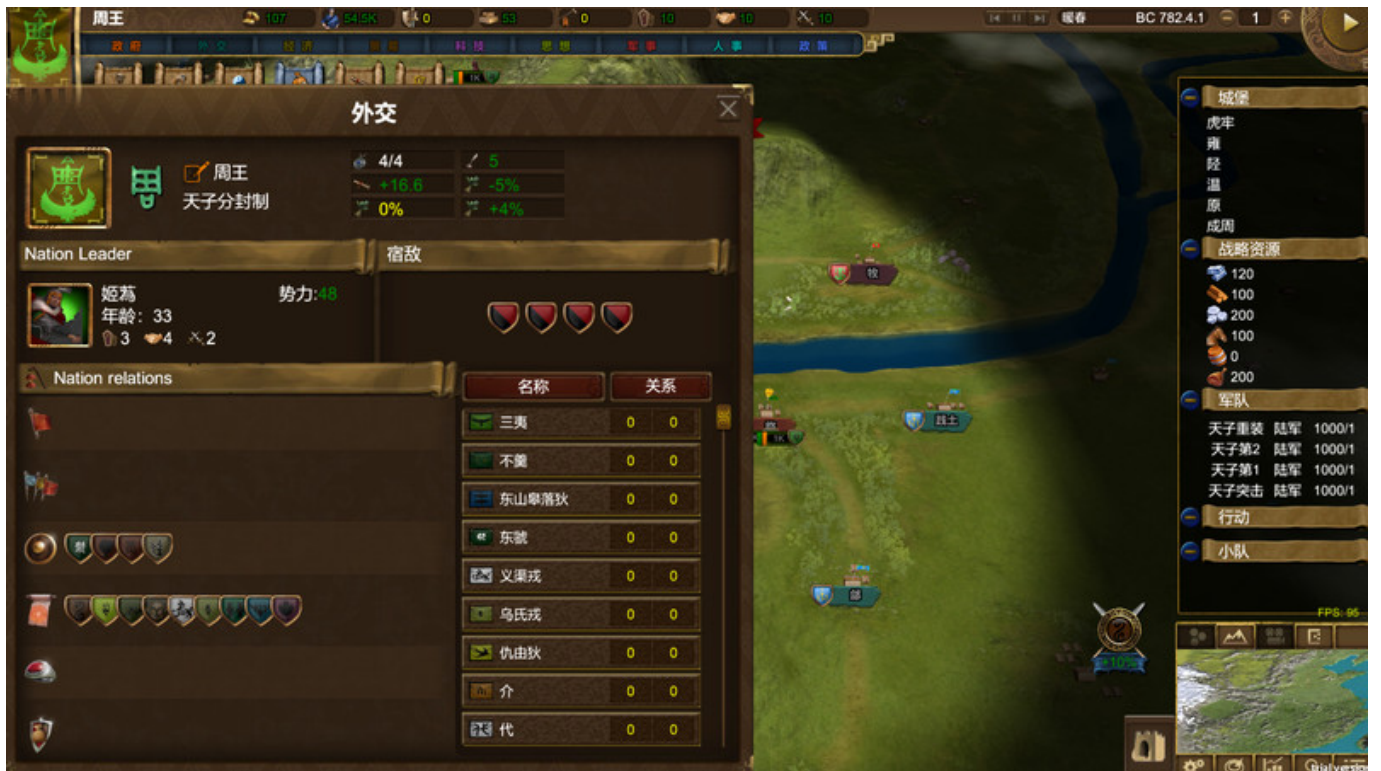 周王 107 54.5K 0 53 0 10 10 10 暖春 BC 782.4.1 1
政府 外交 经济 科技 思想 军事 人事 政策
1K
外交
周王
天子分封制
4/4 5
+16.6 -5%
0% +4%
Nation Leader
宿敌
势力:48
年龄：33
3 4 2
Nation relations
名称 关系
三夷 0 0
不羹 0 0
东山皋落狄 0 0
东虢 0 0
义渠戎 0 0
乌氏戎 0 0
仇由狄 0 0
介 0 0
代 0 0
牧
1K
城堡
虎牢
雍
陉
温
原
成周
战略资源
120
100
200
100
0
200
军队
天子重装 陆军 1000/1
天子第2 陆军 1000/1
天子第1 陆军 1000/1
天子突击 陆军 1000/1
行动
小队
FPS: 95
+10%
trial version